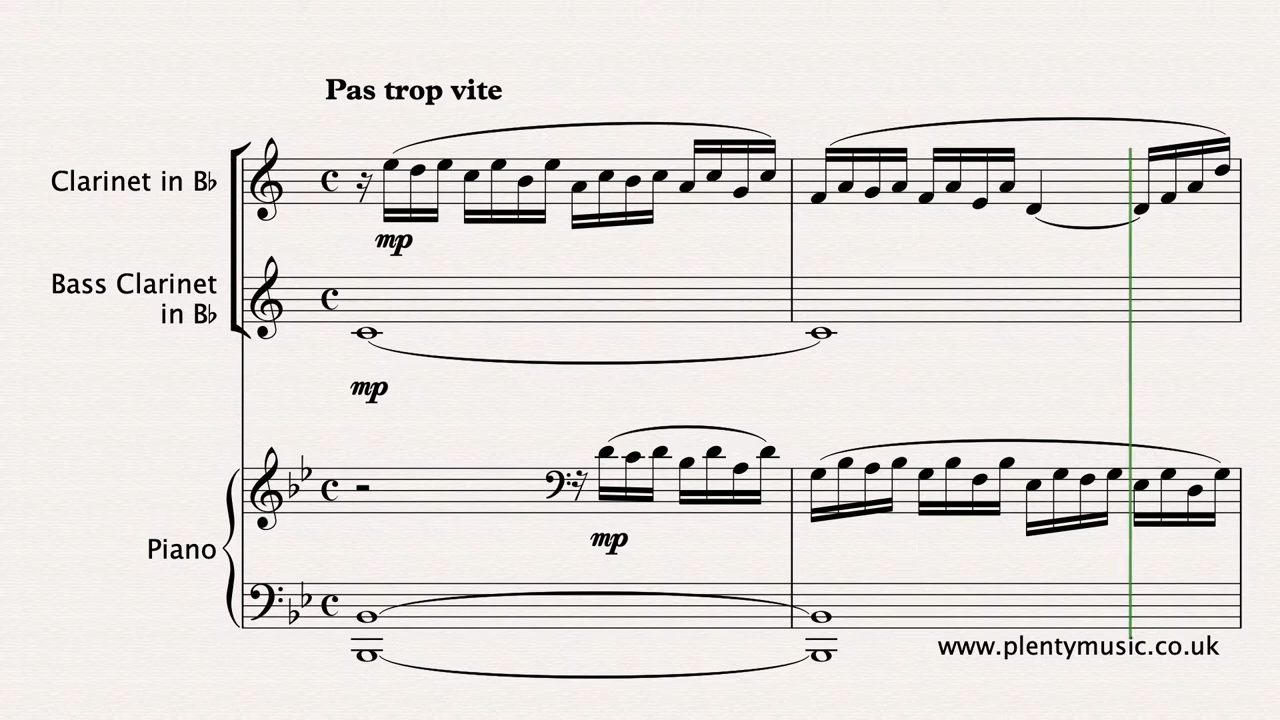 Pas trop vite
Clarinet in B♭
mp
Bass Clarinet
in B♭
mp
mp
Piano
www.plentymusic.co.uk